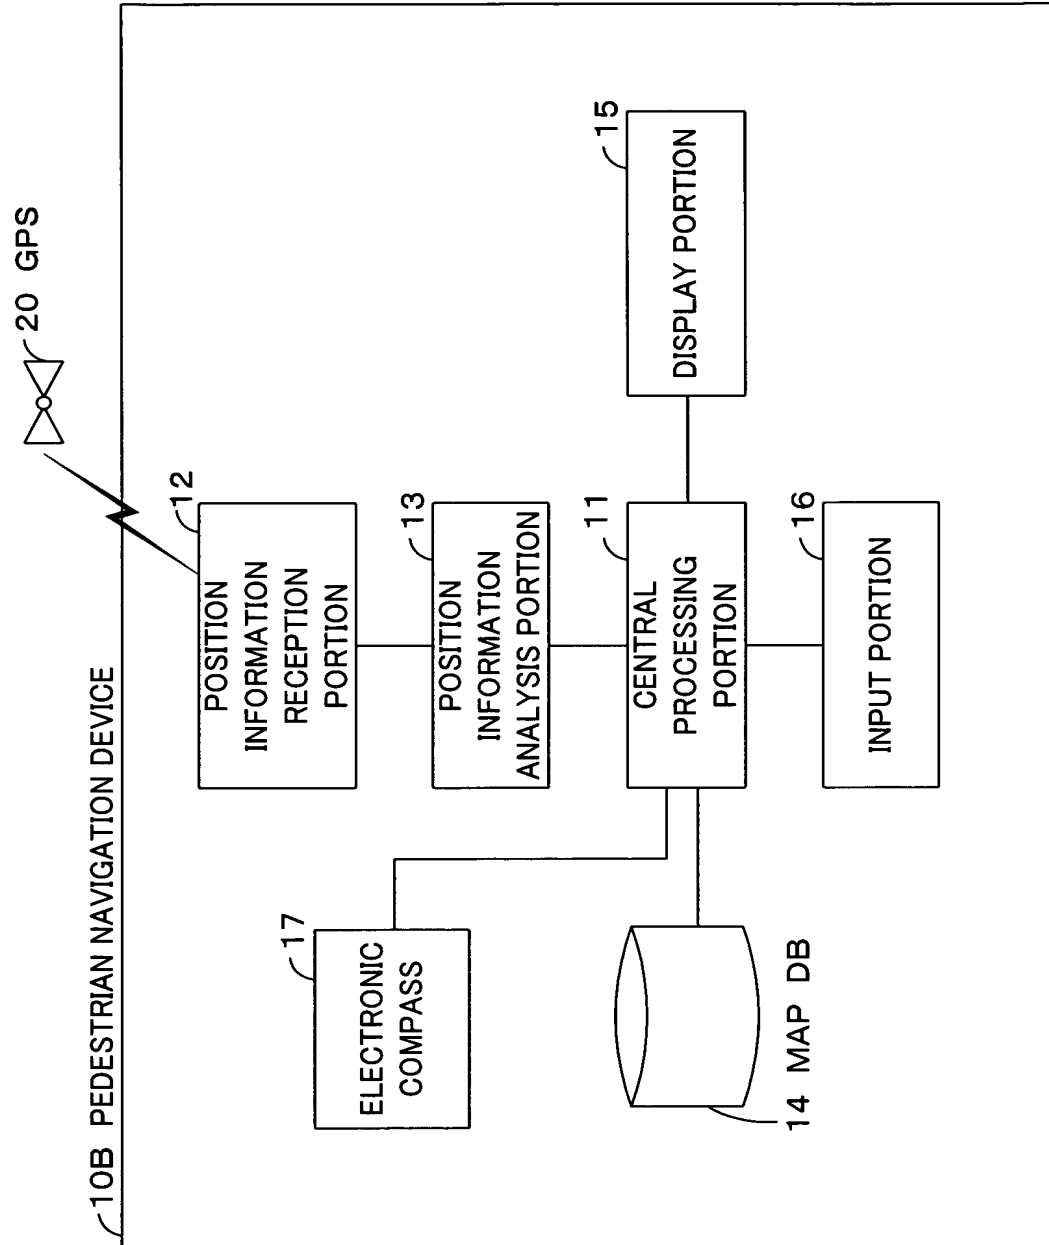 20 GPS
10B PEDESTRIAN NAVIGATION DEVICE
12
POSITION
INFORMATION
RECEPTION
PORTION
17
ELECTRONIC
COMPASS
13
POSITION
INFORMATION
ANALYSIS PORTION
11
CENTRAL
PROCESSING
PORTION
15
DISPLAY PORTION
14 MAP DB
16
INPUT PORTION